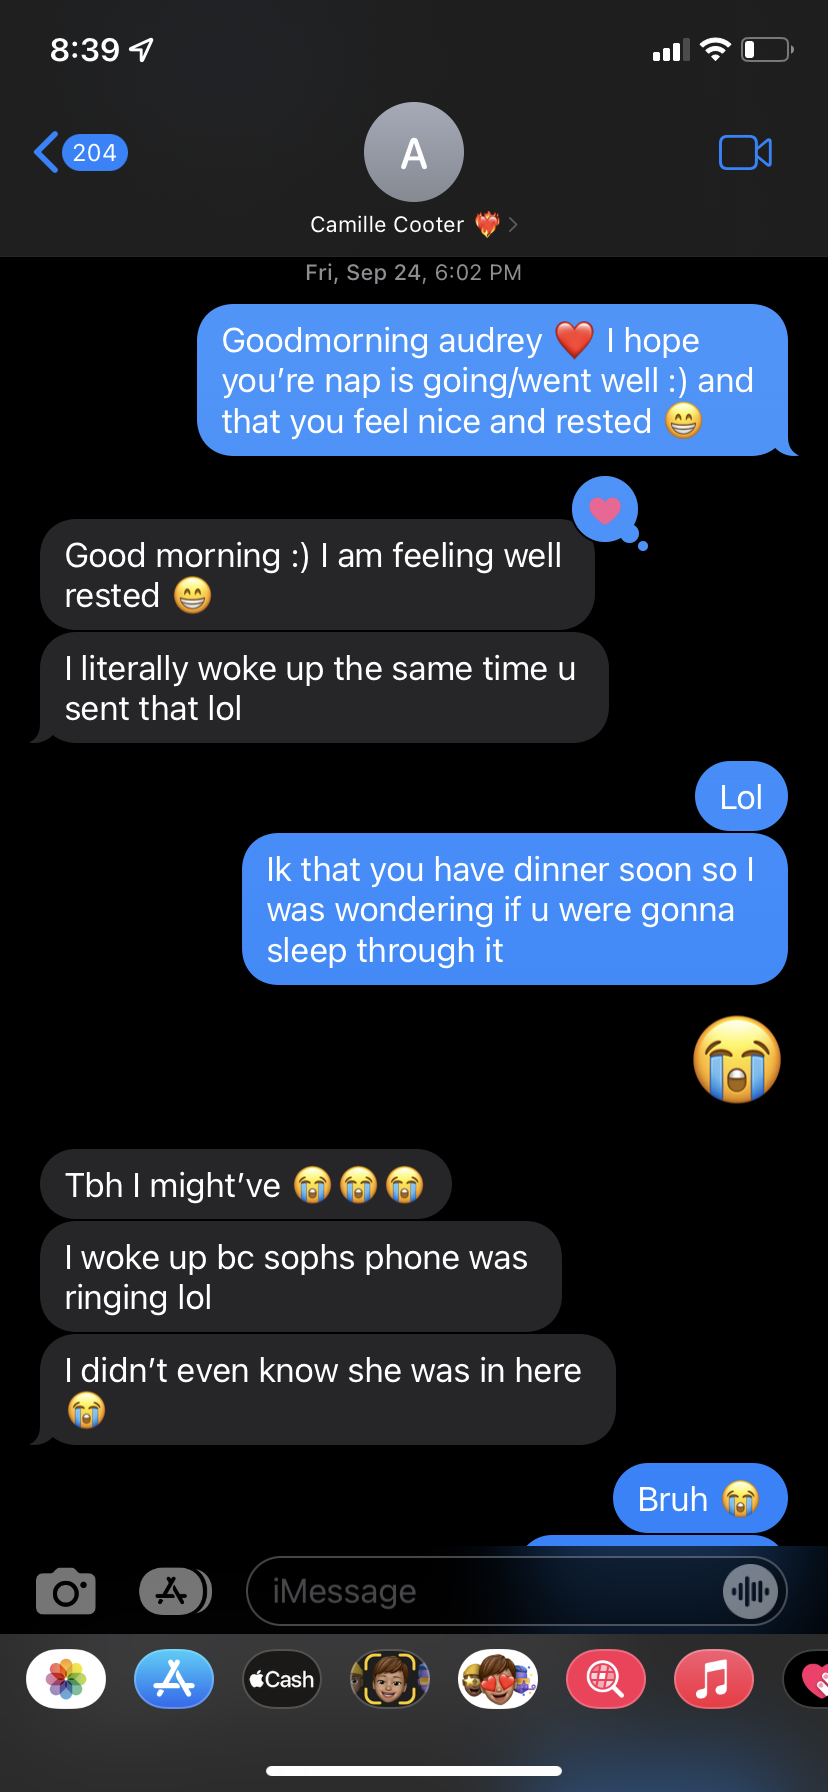 8:39
204
A
Camille Cooter ❤️‍🔥
Fri, Sep 24, 6:02 PM
Goodmorning audrey ❤️ I hope
you're nap is going/went well :) and
that you feel nice and rested 😁
Good morning :) I am feeling well
rested 😁
I literally woke up the same time u
sent that lol
Lol
Ik that you have dinner soon so I
was wondering if u were gonna
sleep through it
😭
Tbh I might've 😭😭😭
I woke up bc sophs phone was
ringing lol
I didn't even know she was in here
😭
Bruh 😭
iMessage
Cash